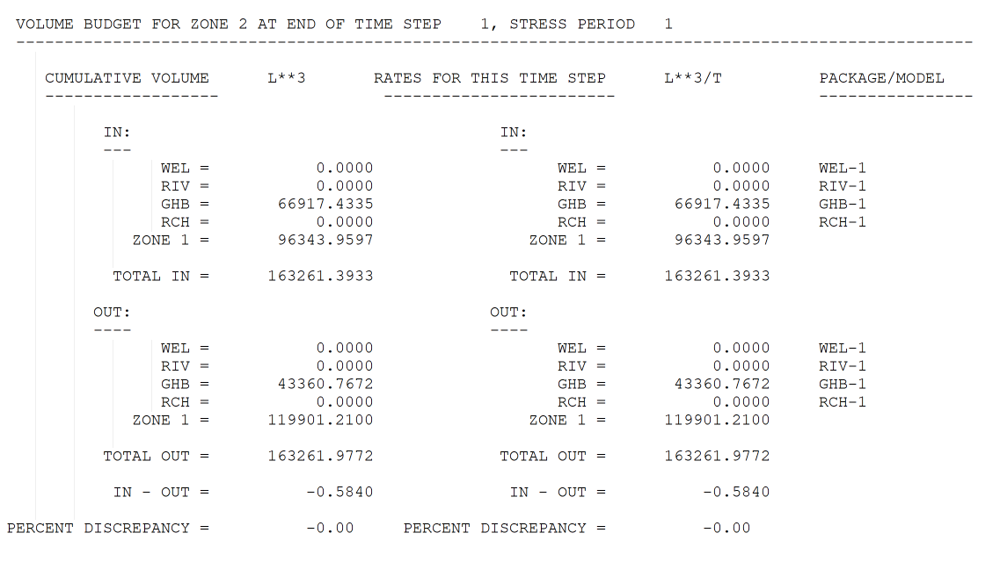 VOLUME BUDGET FOR ZONE 2 AT END OF TIME STEP    1, STRESS PERIOD   1
---------------------------------------------------------------------------------------------------
CUMULATIVE VOLUME      L**3       RATES FOR THIS TIME STEP      L**3/T          PACKAGE/MODEL
------------------                 ------------------------                     ----------------
IN:                                      IN:
---                                      ---
WEL =           0.0000                   WEL =           0.0000     WEL-1
RIV =           0.0000                   RIV =           0.0000     RIV-1
GHB =       66917.4335                   GHB =       66917.4335     GHB-1
RCH =           0.0000                   RCH =           0.0000     RCH-1
ZONE 1 =       96343.9597                ZONE 1 =       96343.9597
TOTAL IN =      163261.3933              TOTAL IN =      163261.3933
OUT:                                     OUT:
----                                     ----
WEL =           0.0000                   WEL =           0.0000     WEL-1
RIV =           0.0000                   RIV =           0.0000     RIV-1
GHB =       43360.7672                   GHB =       43360.7672     GHB-1
RCH =           0.0000                   RCH =           0.0000     RCH-1
ZONE 1 =      119901.2100                ZONE 1 =      119901.2100
TOTAL OUT =      163261.9772             TOTAL OUT =      163261.9772
IN - OUT =          -0.5840              IN - OUT =          -0.5840
PERCENT DISCREPANCY =          -0.00     PERCENT DISCREPANCY =          -0.00